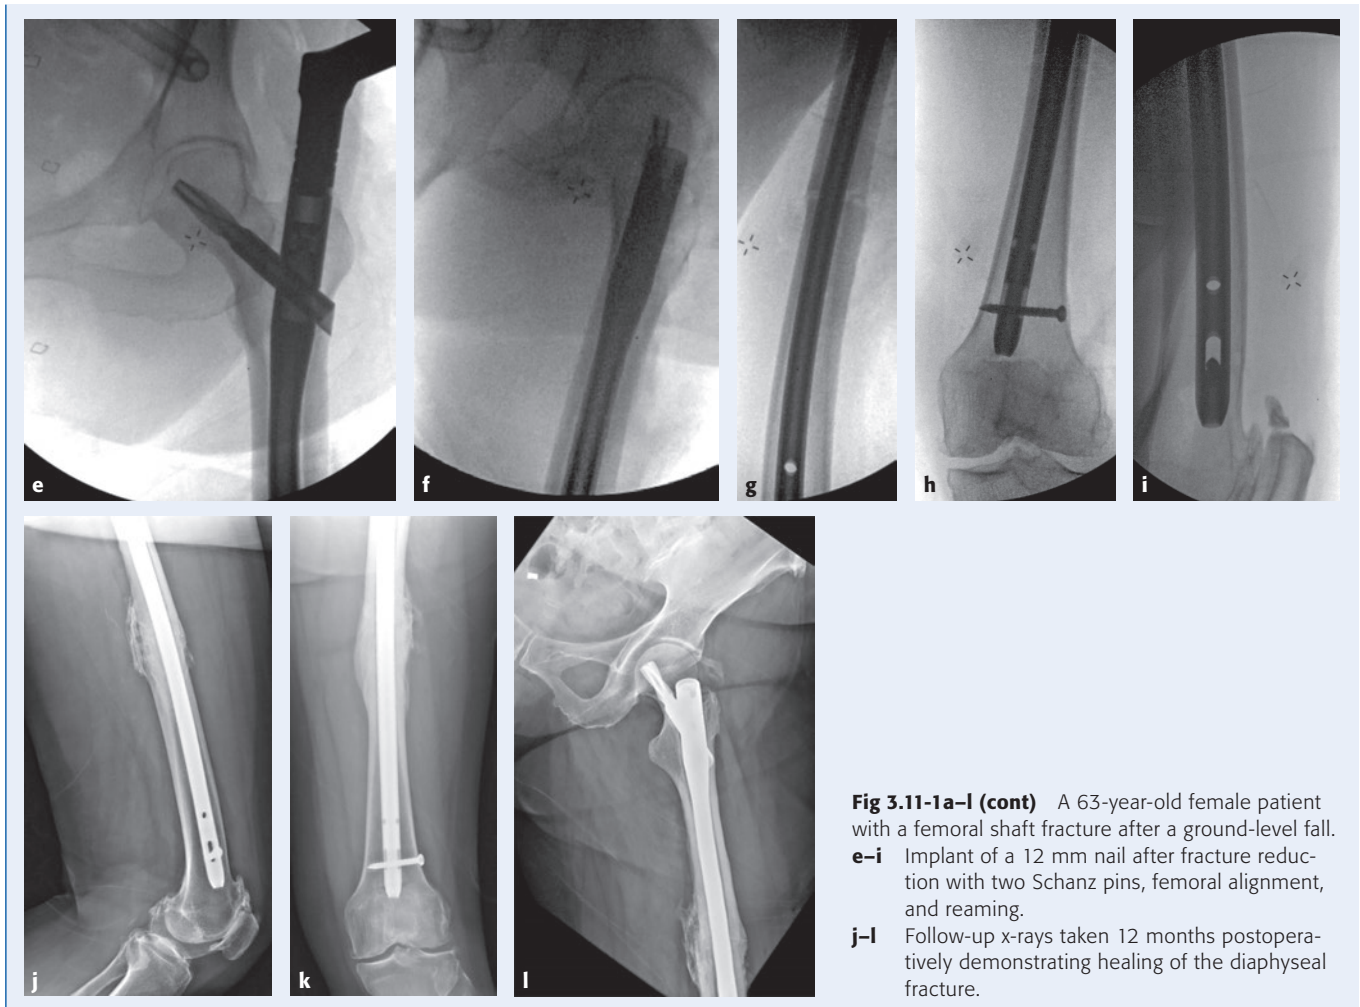 e
f
g
h
i
j
k
l
Fig 3.11-1a–l (cont) A 63-year-old female patient
with a femoral shaft fracture after a ground-level fall.
e–i Implant of a 12 mm nail after fracture reduc-
tion with two Schanz pins, femoral alignment,
and reaming.
j–l Follow-up x-rays taken 12 months postopera-
tively demonstrating healing of the diaphyseal
fracture.